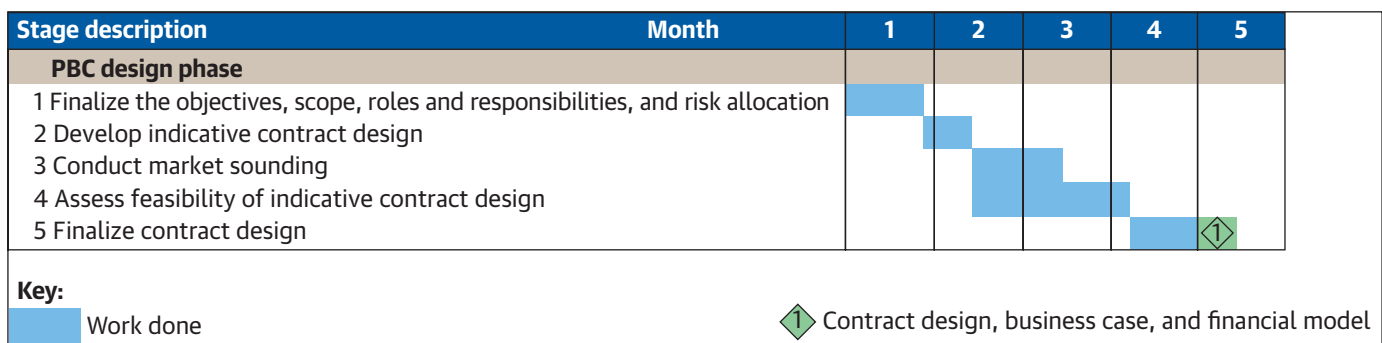 Stage description Month 1 2 3 4 5
PBC design phase
1 Finalize the objectives, scope, roles and responsibilities, and risk allocation
2 Develop indicative contract design
3 Conduct market sounding
4 Assess feasibility of indicative contract design
5 Finalize contract design 1
Key:
Work done 1 Contract design, business case, and financial model